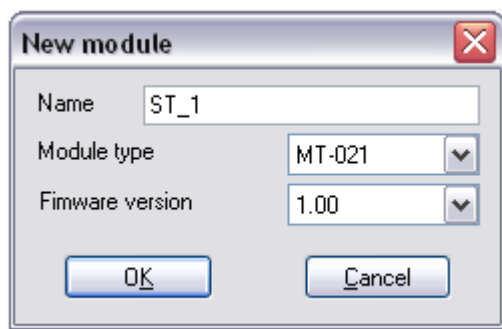 New module
Name ST_1
Module type MT-021
Fimware version 1.00
OK Cancel